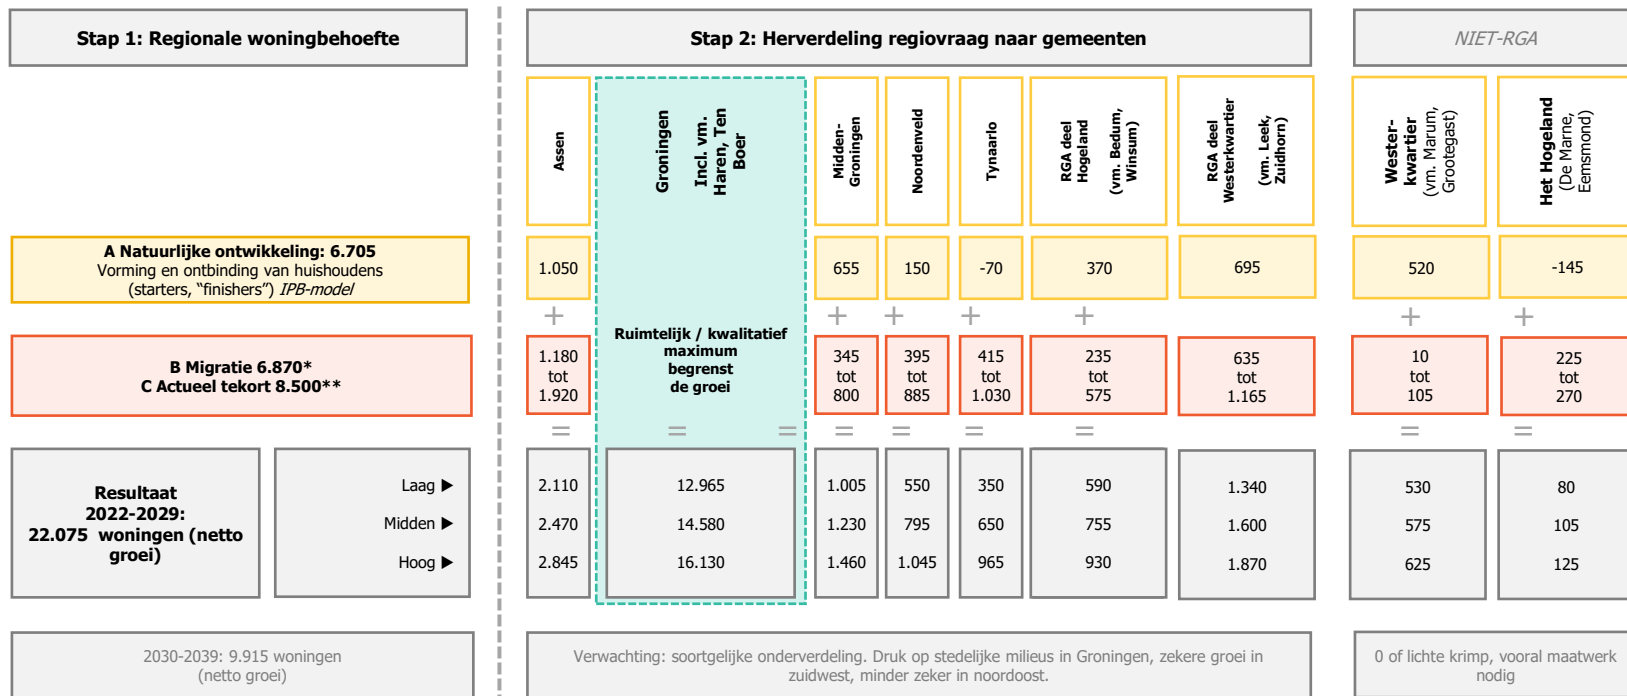 Stap 1: Regionale woningbehoefte
Stap 2: Herverdeling regiovraag naar gemeenten
NIET-RGA
Assen
Groningen
Incl. vm.
Haren, Ten
Boer
Midden-
Groningen
Noordenveld
Tynaarlo
RGA deel
Hogeland
(vm. Bedum,
Winsum)
RGA deel
Westerkwartier
(vm. Leek,
Zuidhorn)
Wester-
kwartier
(vm. Marum,
Grootegast)
Het Hogeland
(De Marne,
Eemsmond)
A Natuurlijke ontwikkeling: 6.705
Vorming en ontbinding van huishoudens
(starters, “finishers”) IPB-model
1.050
655
150
-70
370
695
520
-145
+ + + + + + +
B Migratie 6.870*
C Actueel tekort 8.500**
1.180
tot
1.920
Ruimtelijk / kwalitatief
maximum
begrenst
de groei
345
tot
800
395
tot
885
415
tot
1.030
235
tot
575
635
tot
1.165
10
tot
105
225
tot
270
= = = = = = = = =
Resultaat
2022-2029:
22.075 woningen (netto
groei)
Laag ► 2.110 12.965 1.005 550 350 590 1.340 530 80
Midden ► 2.470 14.580 1.230 795 650 755 1.600 575 105
Hoog ► 2.845 16.130 1.460 1.045 965 930 1.870 625 125
2030-2039: 9.915 woningen
(netto groei)
Verwachting: soortgelijke onderverdeling. Druk op stedelijke milieus in Groningen, zekere groei in
zuidwest, minder zeker in noordoost.
0 of lichte krimp, vooral maatwerk
nodig